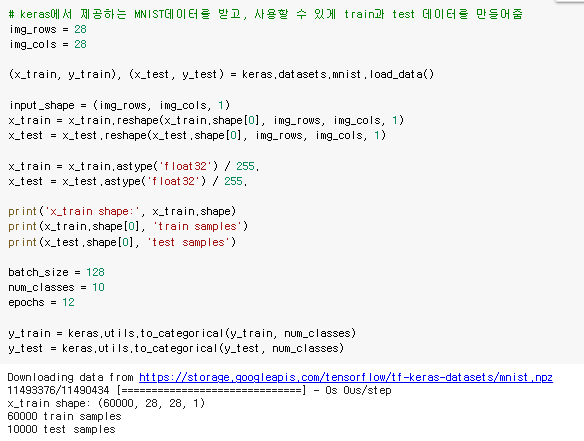 # keras에서 제공하는 MNIST데이터를 받고, 사용할 수 있게 train과 test 데이터를 만들어줌
img_rows = 28
img_cols = 28
(x_train, y_train), (x_test, y_test) = keras.datasets.mnist.load_data()
input_shape = (img_rows, img_cols, 1)
x_train = x_train.reshape(x_train.shape[0], img_rows, img_cols, 1)
x_test = x_test.reshape(x_test.shape[0], img_rows, img_cols, 1)
x_train = x_train.astype('float32') / 255.
x_test = x_test.astype('float32') / 255.
print('x_train shape:', x_train.shape)
print(x_train.shape[0], 'train samples')
print(x_test.shape[0], 'test samples')
batch_size = 128
num_classes = 10
epochs = 12
y_train = keras.utils.to_categorical(y_train, num_classes)
y_test = keras.utils.to_categorical(y_test, num_classes)
Downloading data from https://storage.googleapis.com/tensorflow/tf-keras-datasets/mnist.npz
11493376/11490434 [==============================] - 0s 0us/step
x_train shape: (60000, 28, 28, 1)
60000 train samples
10000 test samples